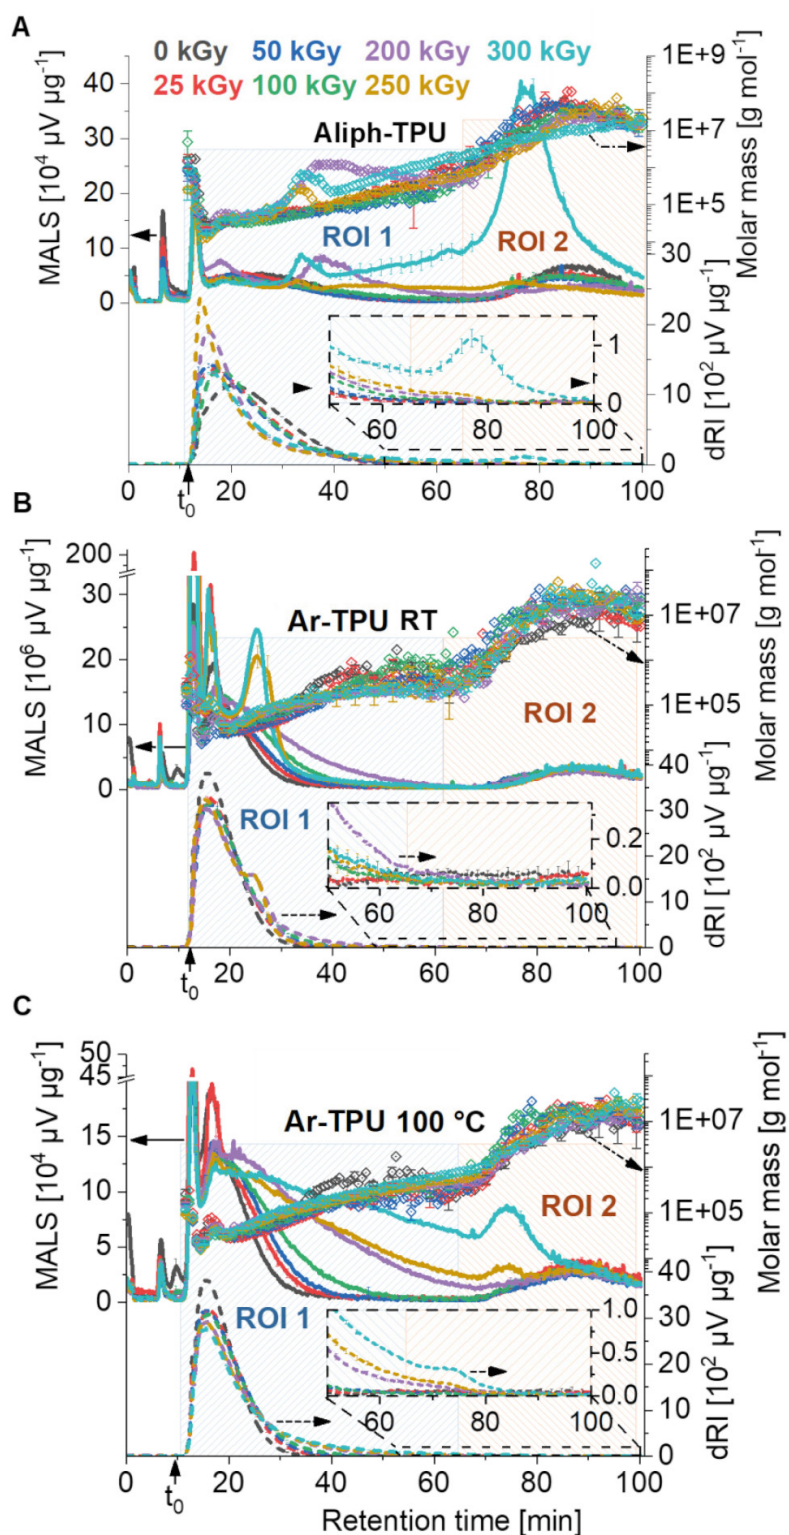 A
0 kGy 50 kGy 200 kGy 300 kGy
25 kGy 100 kGy 250 kGy
Aliph-TPU
ROI 1
ROI 2
MALS [10⁴ µV µg⁻¹]
40
30
20
10
0
Molar mass [g mol⁻¹]
1E+9
1E+07
1E+05
dRI [10² µV µg⁻¹]
30
20
10
0
1
0
60 80 100
0 20 40 60 80 100
t₀
B
Ar-TPU RT
ROI 2
ROI 1
MALS [10⁶ µV µg⁻¹]
200
30
20
10
0
Molar mass [g mol⁻¹]
1E+07
1E+05
dRI [10² µV µg⁻¹]
40
30
20
10
0
0.2
0.0
60 80 100
0 20 40 60 80 100
t₀
C
Ar-TPU 100 °C
ROI 2
ROI 1
MALS [10⁴ µV µg⁻¹]
50
45
15
10
5
0
Molar mass [g mol⁻¹]
1E+07
1E+05
dRI [10² µV µg⁻¹]
40
30
20
10
0
1.0
0.5
0.0
60 80 100
0 20 40 60 80 100
t₀
Retention time [min]